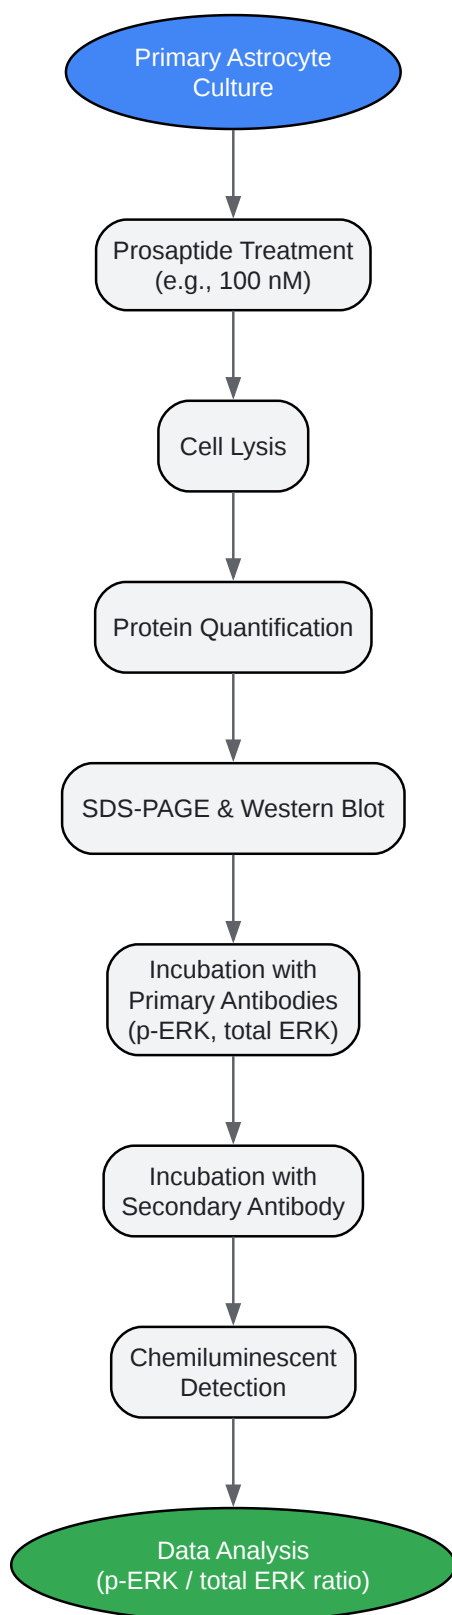 Primary Astrocyte
Culture
Prosaptide Treatment
(e.g., 100 nM)
Cell Lysis
Protein Quantification
SDS-PAGE & Western Blot
Incubation with
Primary Antibodies
(p-ERK, total ERK)
Incubation with
Secondary Antibody
Chemiluminescent
Detection
Data Analysis
(p-ERK / total ERK ratio)